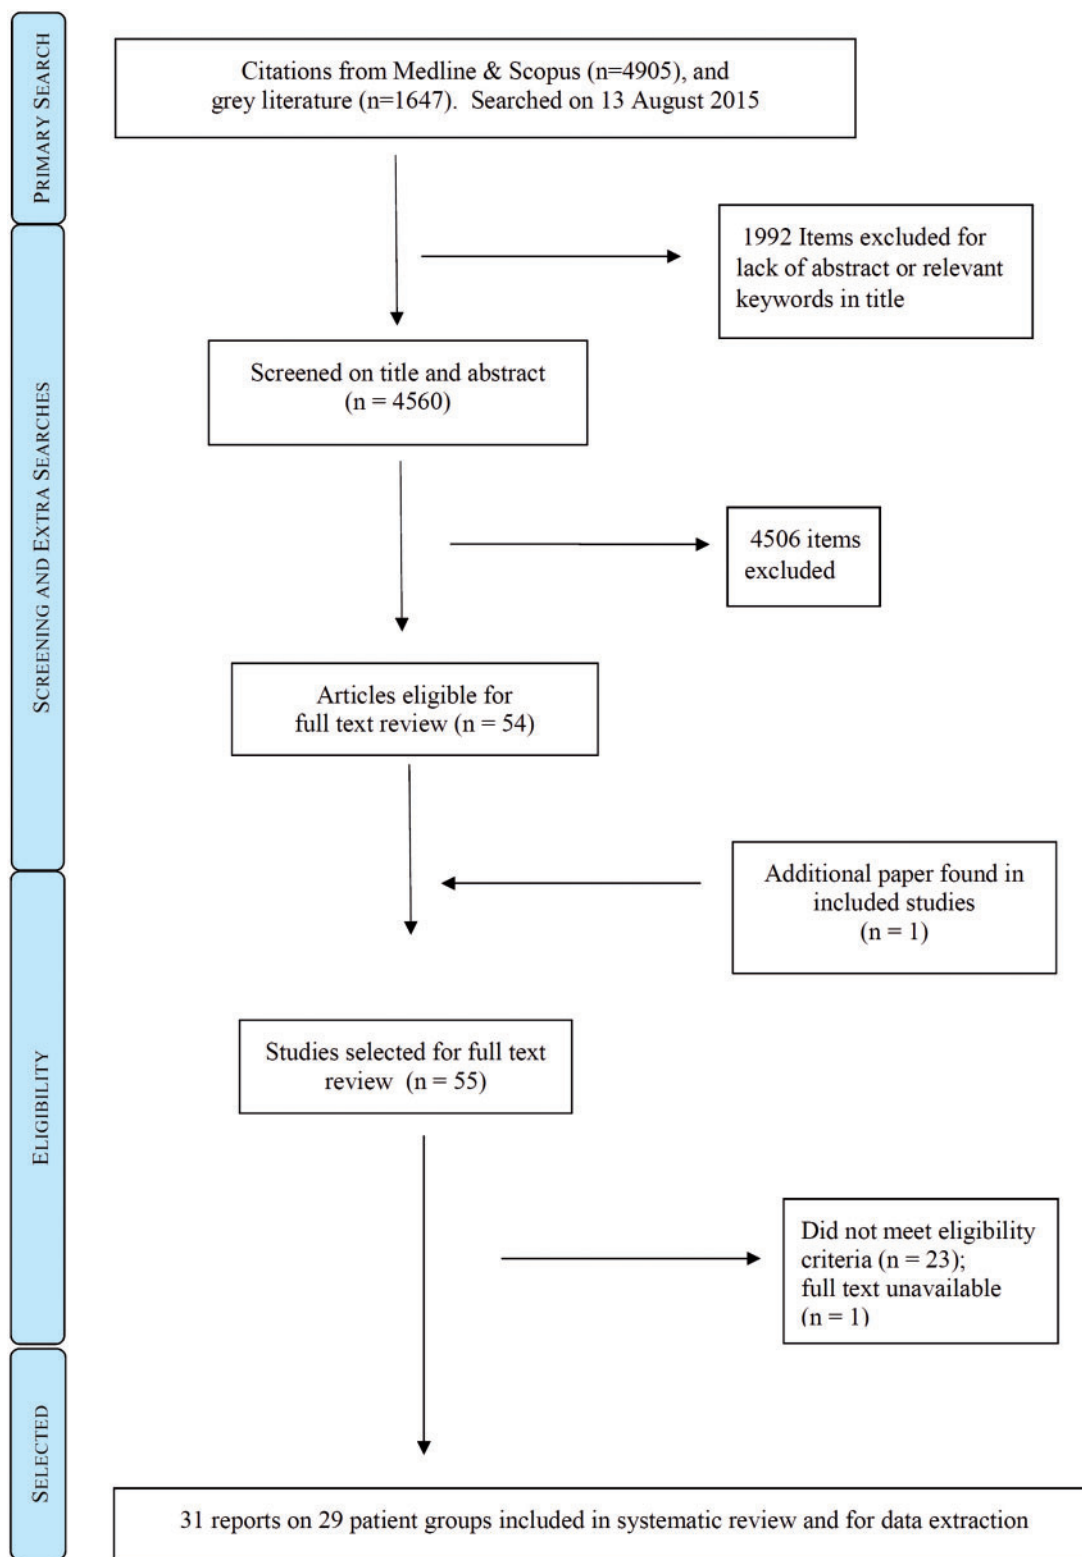 PRIMARY SEARCH
Citations from Medline & Scopus (n=4905), and
grey literature (n=1647). Searched on 13 August 2015
1992 Items excluded for
lack of abstract or relevant
keywords in title
SCREENING AND EXTRA SEARCHES
Screened on title and abstract
(n = 4560)
4506 items
excluded
Articles eligible for
full text review (n = 54)
ELIGIBILITY
Additional paper found in
included studies
(n = 1)
Studies selected for full text
review (n = 55)
Did not meet eligibility
criteria (n = 23);
full text unavailable
(n = 1)
SELECTED
31 reports on 29 patient groups included in systematic review and for data extraction